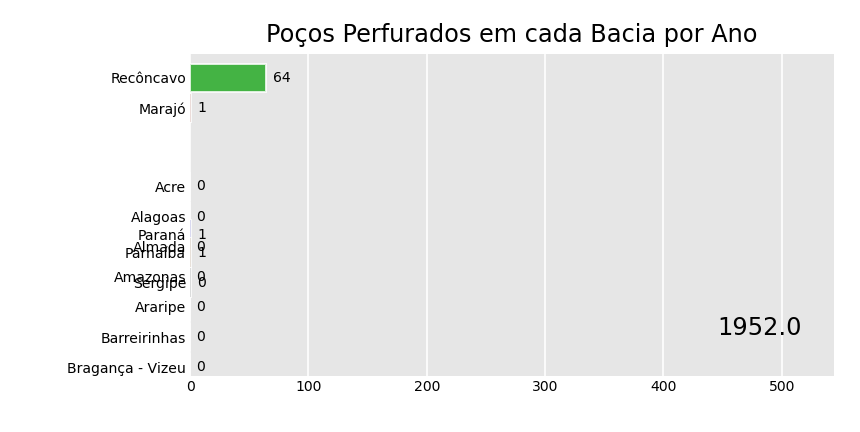 Poços Perfurados em cada Bacia por Ano
Recôncavo 64
Marajó 1
Acre 0
Alagoas 0
Paraná 1
Almada 0
Parnaíba 1
Amazonas 0
Sergipe 0
Araripe 0
1952.0
Barreirinhas 0
Bragança - Vizeu 0
0 100 200 300 400 500